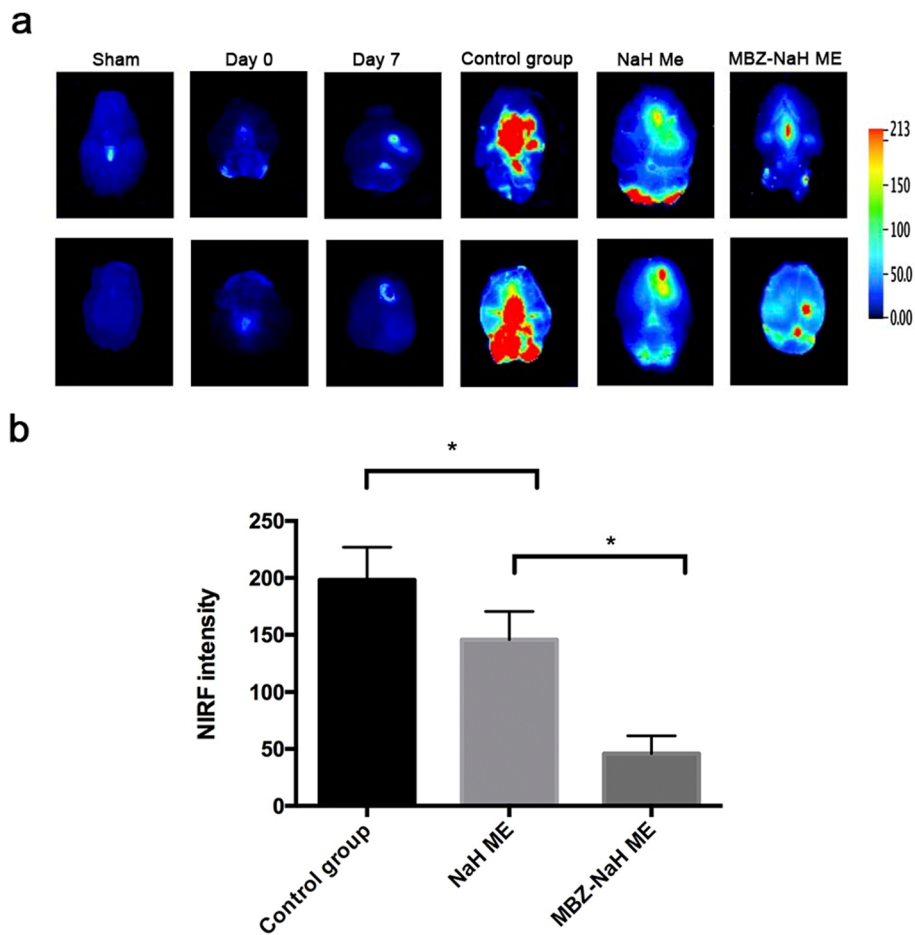 a
Sham Day 0 Day 7 Control group NaH Me MBZ-NaH ME
213
150
100
50.0
0.00
b
*
*
250
200
150
100
50
0
NIRF intensity
Control group
NaH ME
MBZ-NaH ME